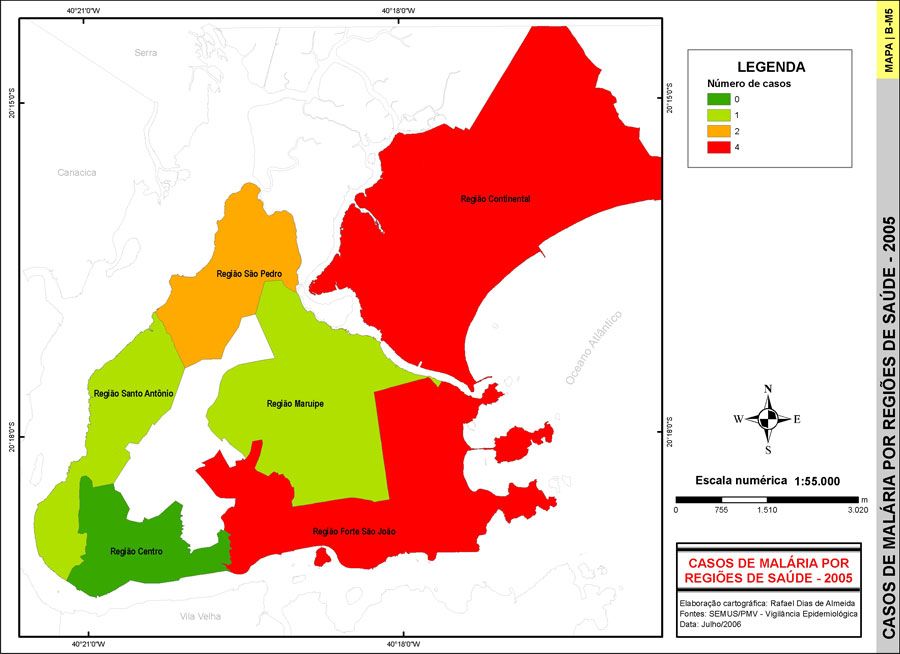 40°21'0"W
40°18'0"W
20°15'0"S
20°18'0"S
20°15'0"S
20°18'0"S
40°21'0"W
40°18'0"W
Serra
Cariacica
Vila Velha
Oceano Atlântico
Região Continental
Região São Pedro
Região Santo Antônio
Região Maruípe
Região Forte São João
Região Centro
LEGENDA
Número de casos
0
1
2
4
N
W E
S
Escala numérica 1:55.000
m
0 755 1.510 3.020
CASOS DE MALÁRIA POR
REGIÕES DE SAÚDE - 2005
Elaboração cartográfica: Rafael Dias de Almeida
Fontes: SEMUS/PMV - Vigilância Epidemiológica
Data: Julho/2006
MAPA | B-M5
CASOS DE MALÁRIA POR REGIÕES DE SAÚDE - 2005